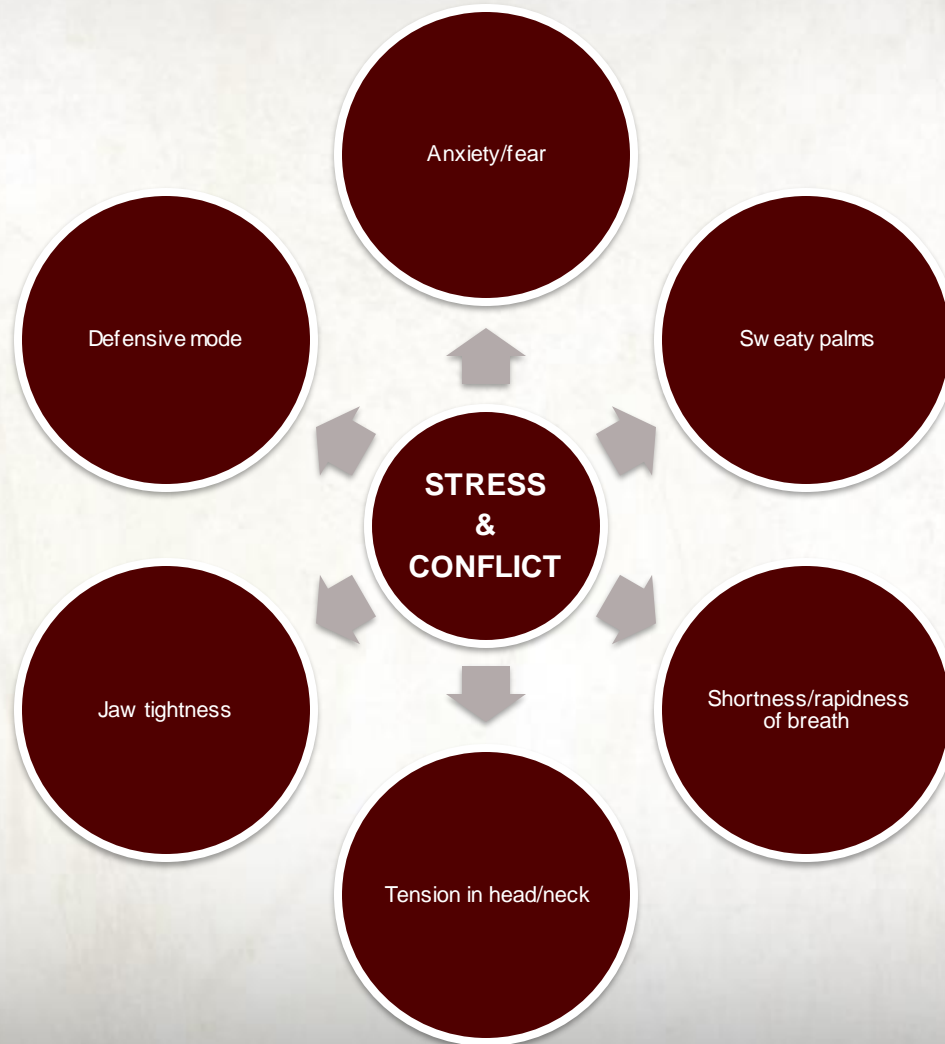 Anxiety/fear
Defensive mode
Sweaty palms
STRESS
&
CONFLICT
Jaw tightness
Shortness/rapidness
of breath
Tension in head/neck